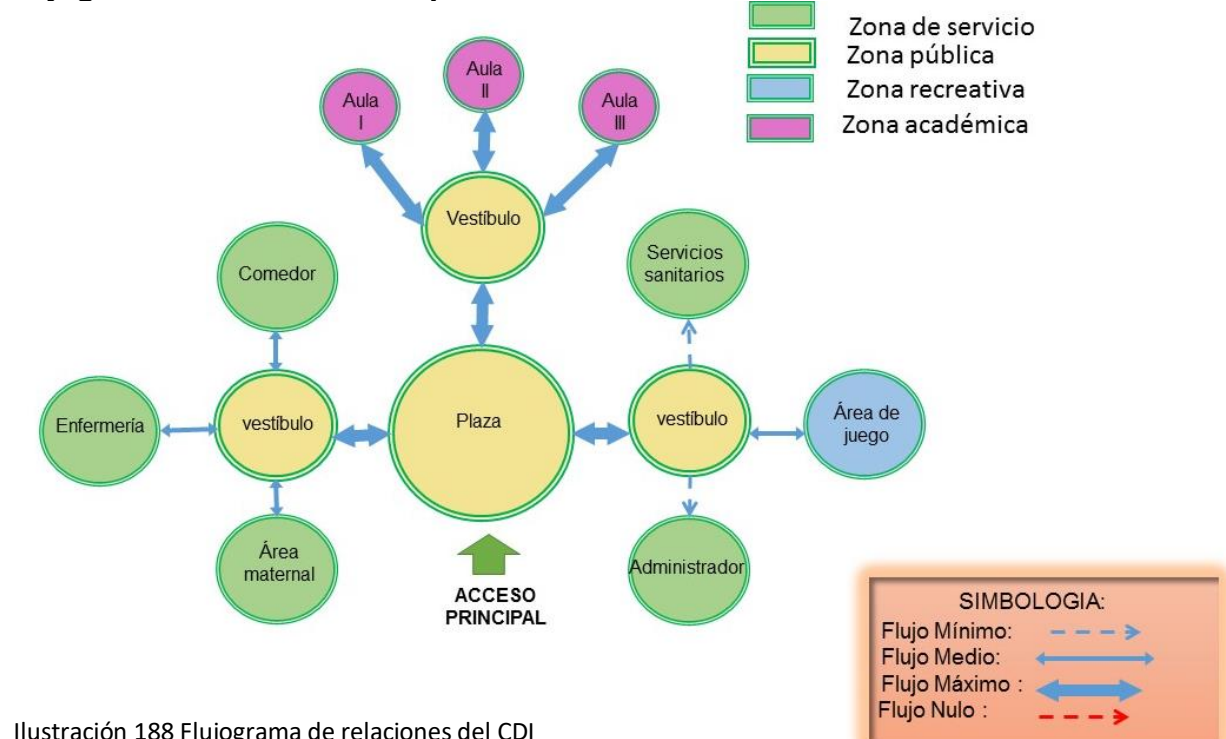 Zona de servicio
Zona pública
Zona recreativa
Zona académica
Aula
I
Aula
II
Aula
III
Vestíbulo
Comedor
Servicios
sanitarios
Enfermería
vestíbulo
Plaza
vestíbulo
Área de
juego
Área
maternal
Administrador
ACCESO
PRINCIPAL
SIMBOLOGIA:
Flujo Mínimo:
Flujo Medio:
Flujo Máximo :
Flujo Nulo :
Ilustración 188 Flujograma de relaciones del CDI